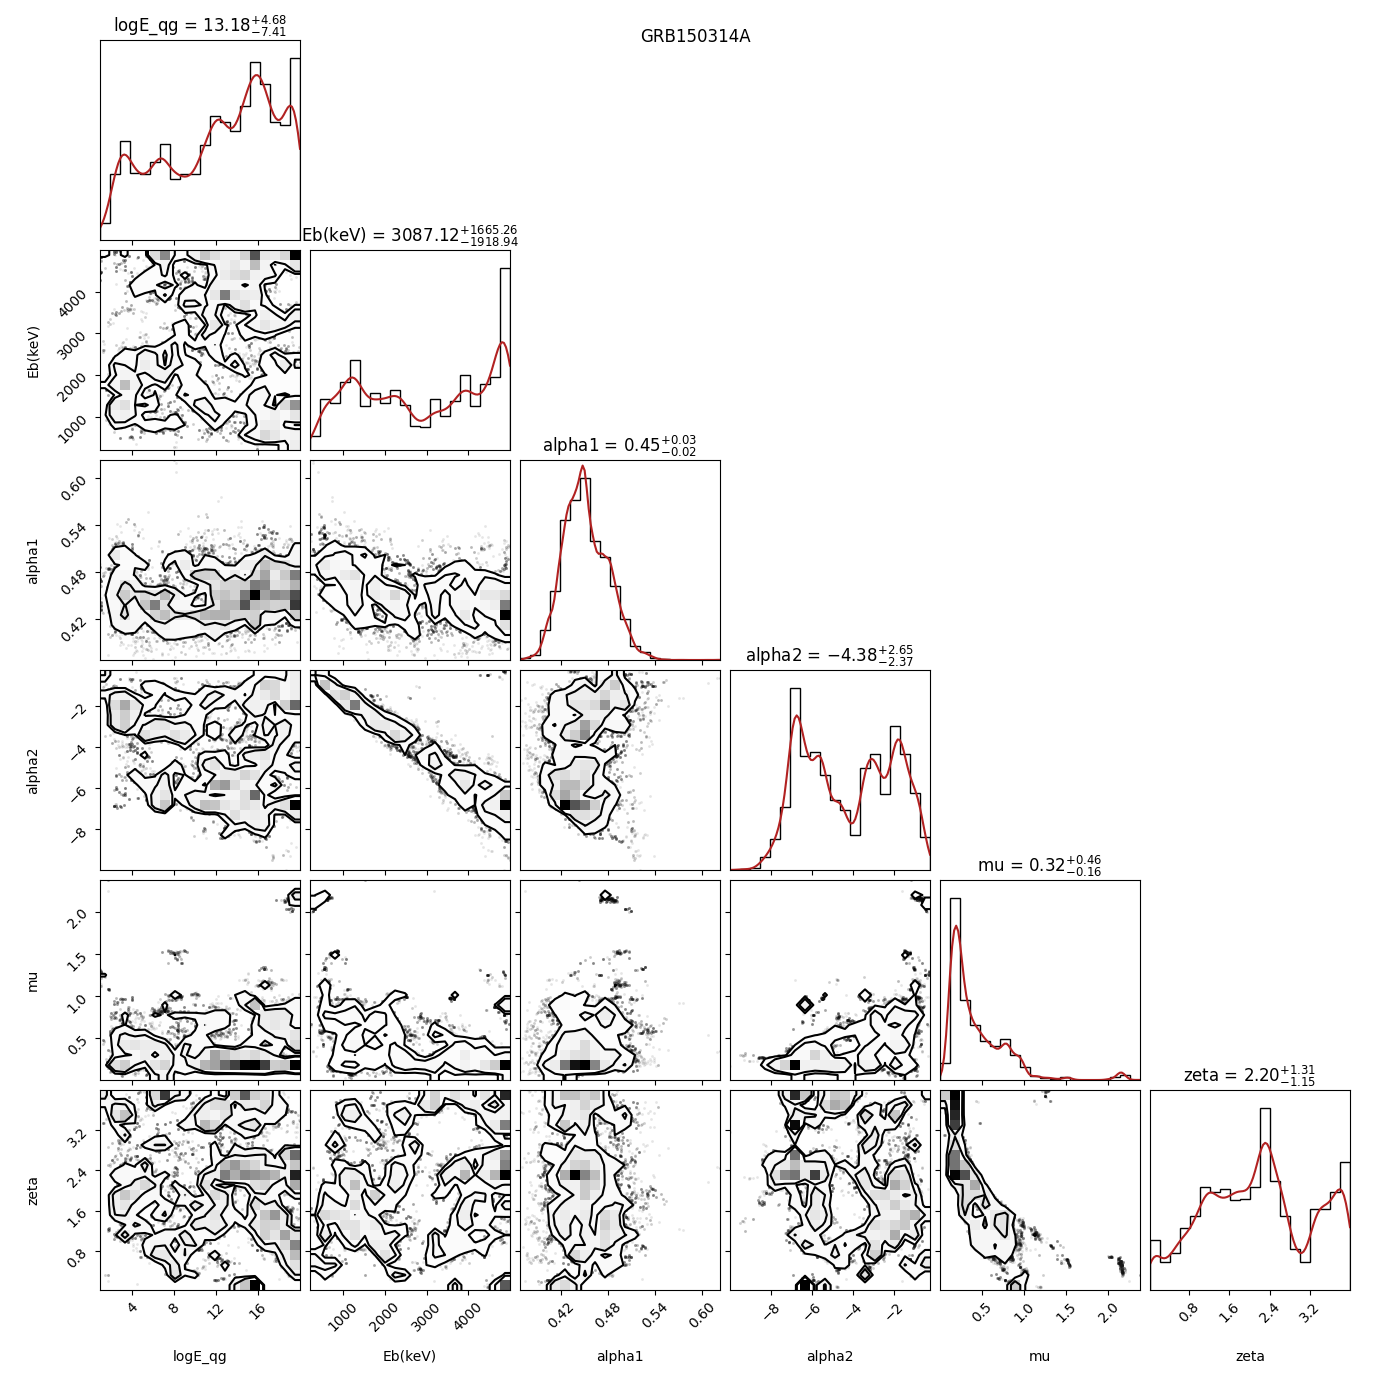 GRB150314A
logE_qg = 13.18^{+4.68}_{−7.41}
Eb(keV) = 3087.12^{+1665.26}_{−1918.94}
4000
3000
2000
1000
Eb(keV)
alpha1 = 0.45^{+0.03}_{−0.02}
0.60
0.54
0.48
0.42
alpha1
alpha2 = −4.38^{+2.65}_{−2.37}
−2
−4
−6
−8
alpha2
mu = 0.32^{+0.46}_{−0.16}
2.0
1.5
1.0
0.5
mu
zeta = 2.20^{+1.31}_{−1.15}
3.2
2.4
1.6
0.8
zeta
4 8 12 16 1000 2000 3000 4000 0.42 0.48 0.54 0.60 −8 −6 −4 −2 0.5 1.0 1.5 2.0 0.8 1.6 2.4 3.2
logE_qg Eb(keV) alpha1 alpha2 mu zeta